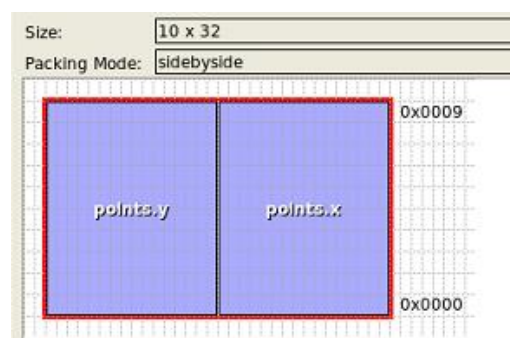 Size: 10 x 32
Packing Mode: sidebyside
0x0009
points.y points.x
0x0000